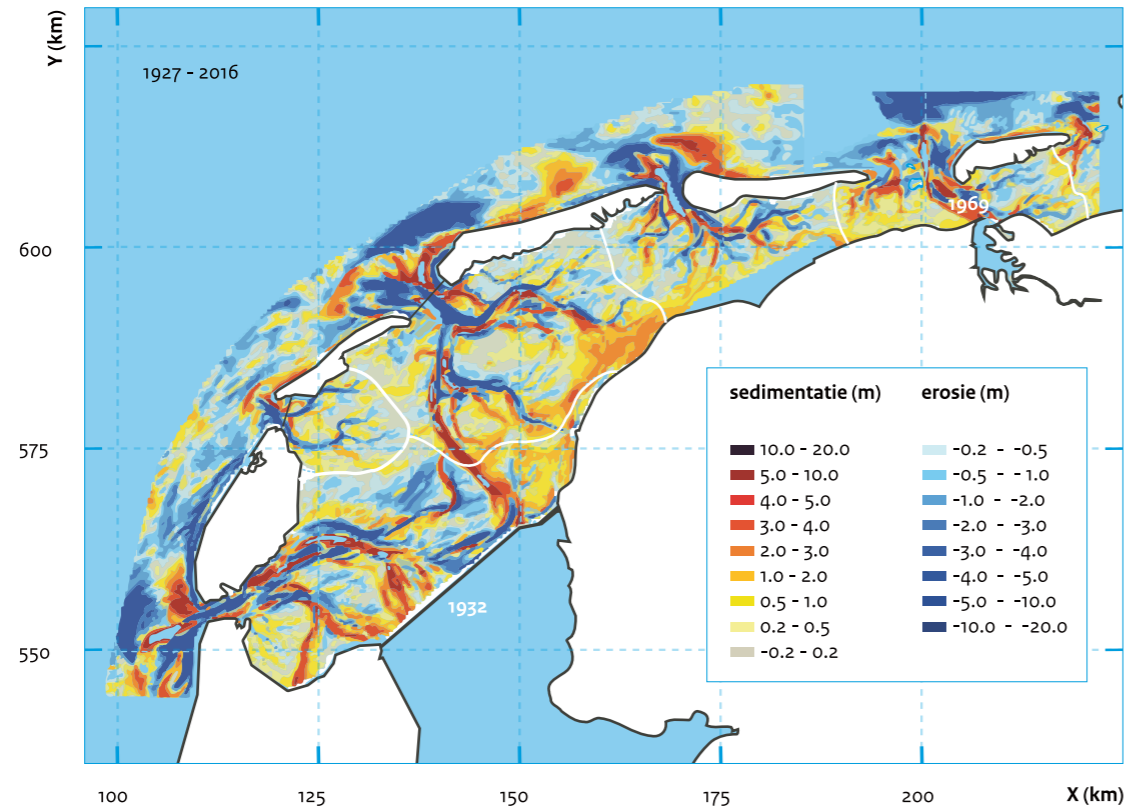 Y (km)
1927 - 2016
1969
600
sedimentatie (m) erosie (m)
575
10.0 - 20.0 -0.2 - -0.5
5.0 - 10.0 -0.5 - -1.0
4.0 - 5.0 -1.0 - -2.0
3.0 - 4.0 -2.0 - -3.0
2.0 - 3.0 -3.0 - -4.0
1.0 - 2.0 -4.0 - -5.0
0.5 - 1.0 -5.0 - -10.0
0.2 - 0.5 -10.0 - -20.0
-0.2 - 0.2
1932
550
100 125 150 175 200 X (km)